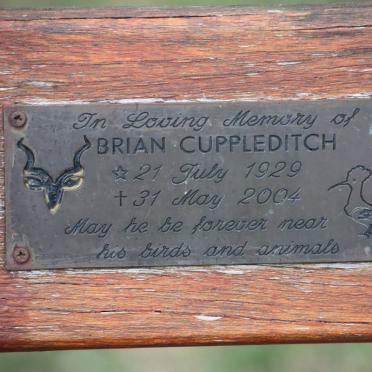 In Loving Memory of
BRIAN CUPPLEDITCH
☆ 21 July 1929
† 31 May 2004
May he be forever near
his birds and animals